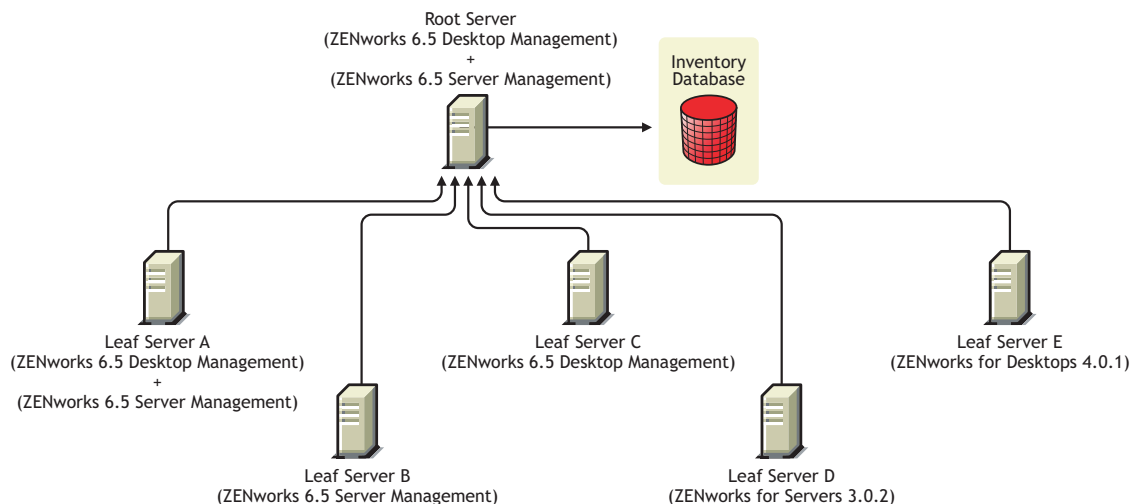 Root Server
(ZENworks 6.5 Desktop Management)
+
(ZENworks 6.5 Server Management)
Inventory
Database
Leaf Server A
(ZENworks 6.5 Desktop Management)
+
(ZENworks 6.5 Server Management)
Leaf Server C
(ZENworks 6.5 Desktop Management)
Leaf Server E
(ZENworks for Desktops 4.0.1)
Leaf Server B
(ZENworks 6.5 Server Management)
Leaf Server D
(ZENworks for Servers 3.0.2)